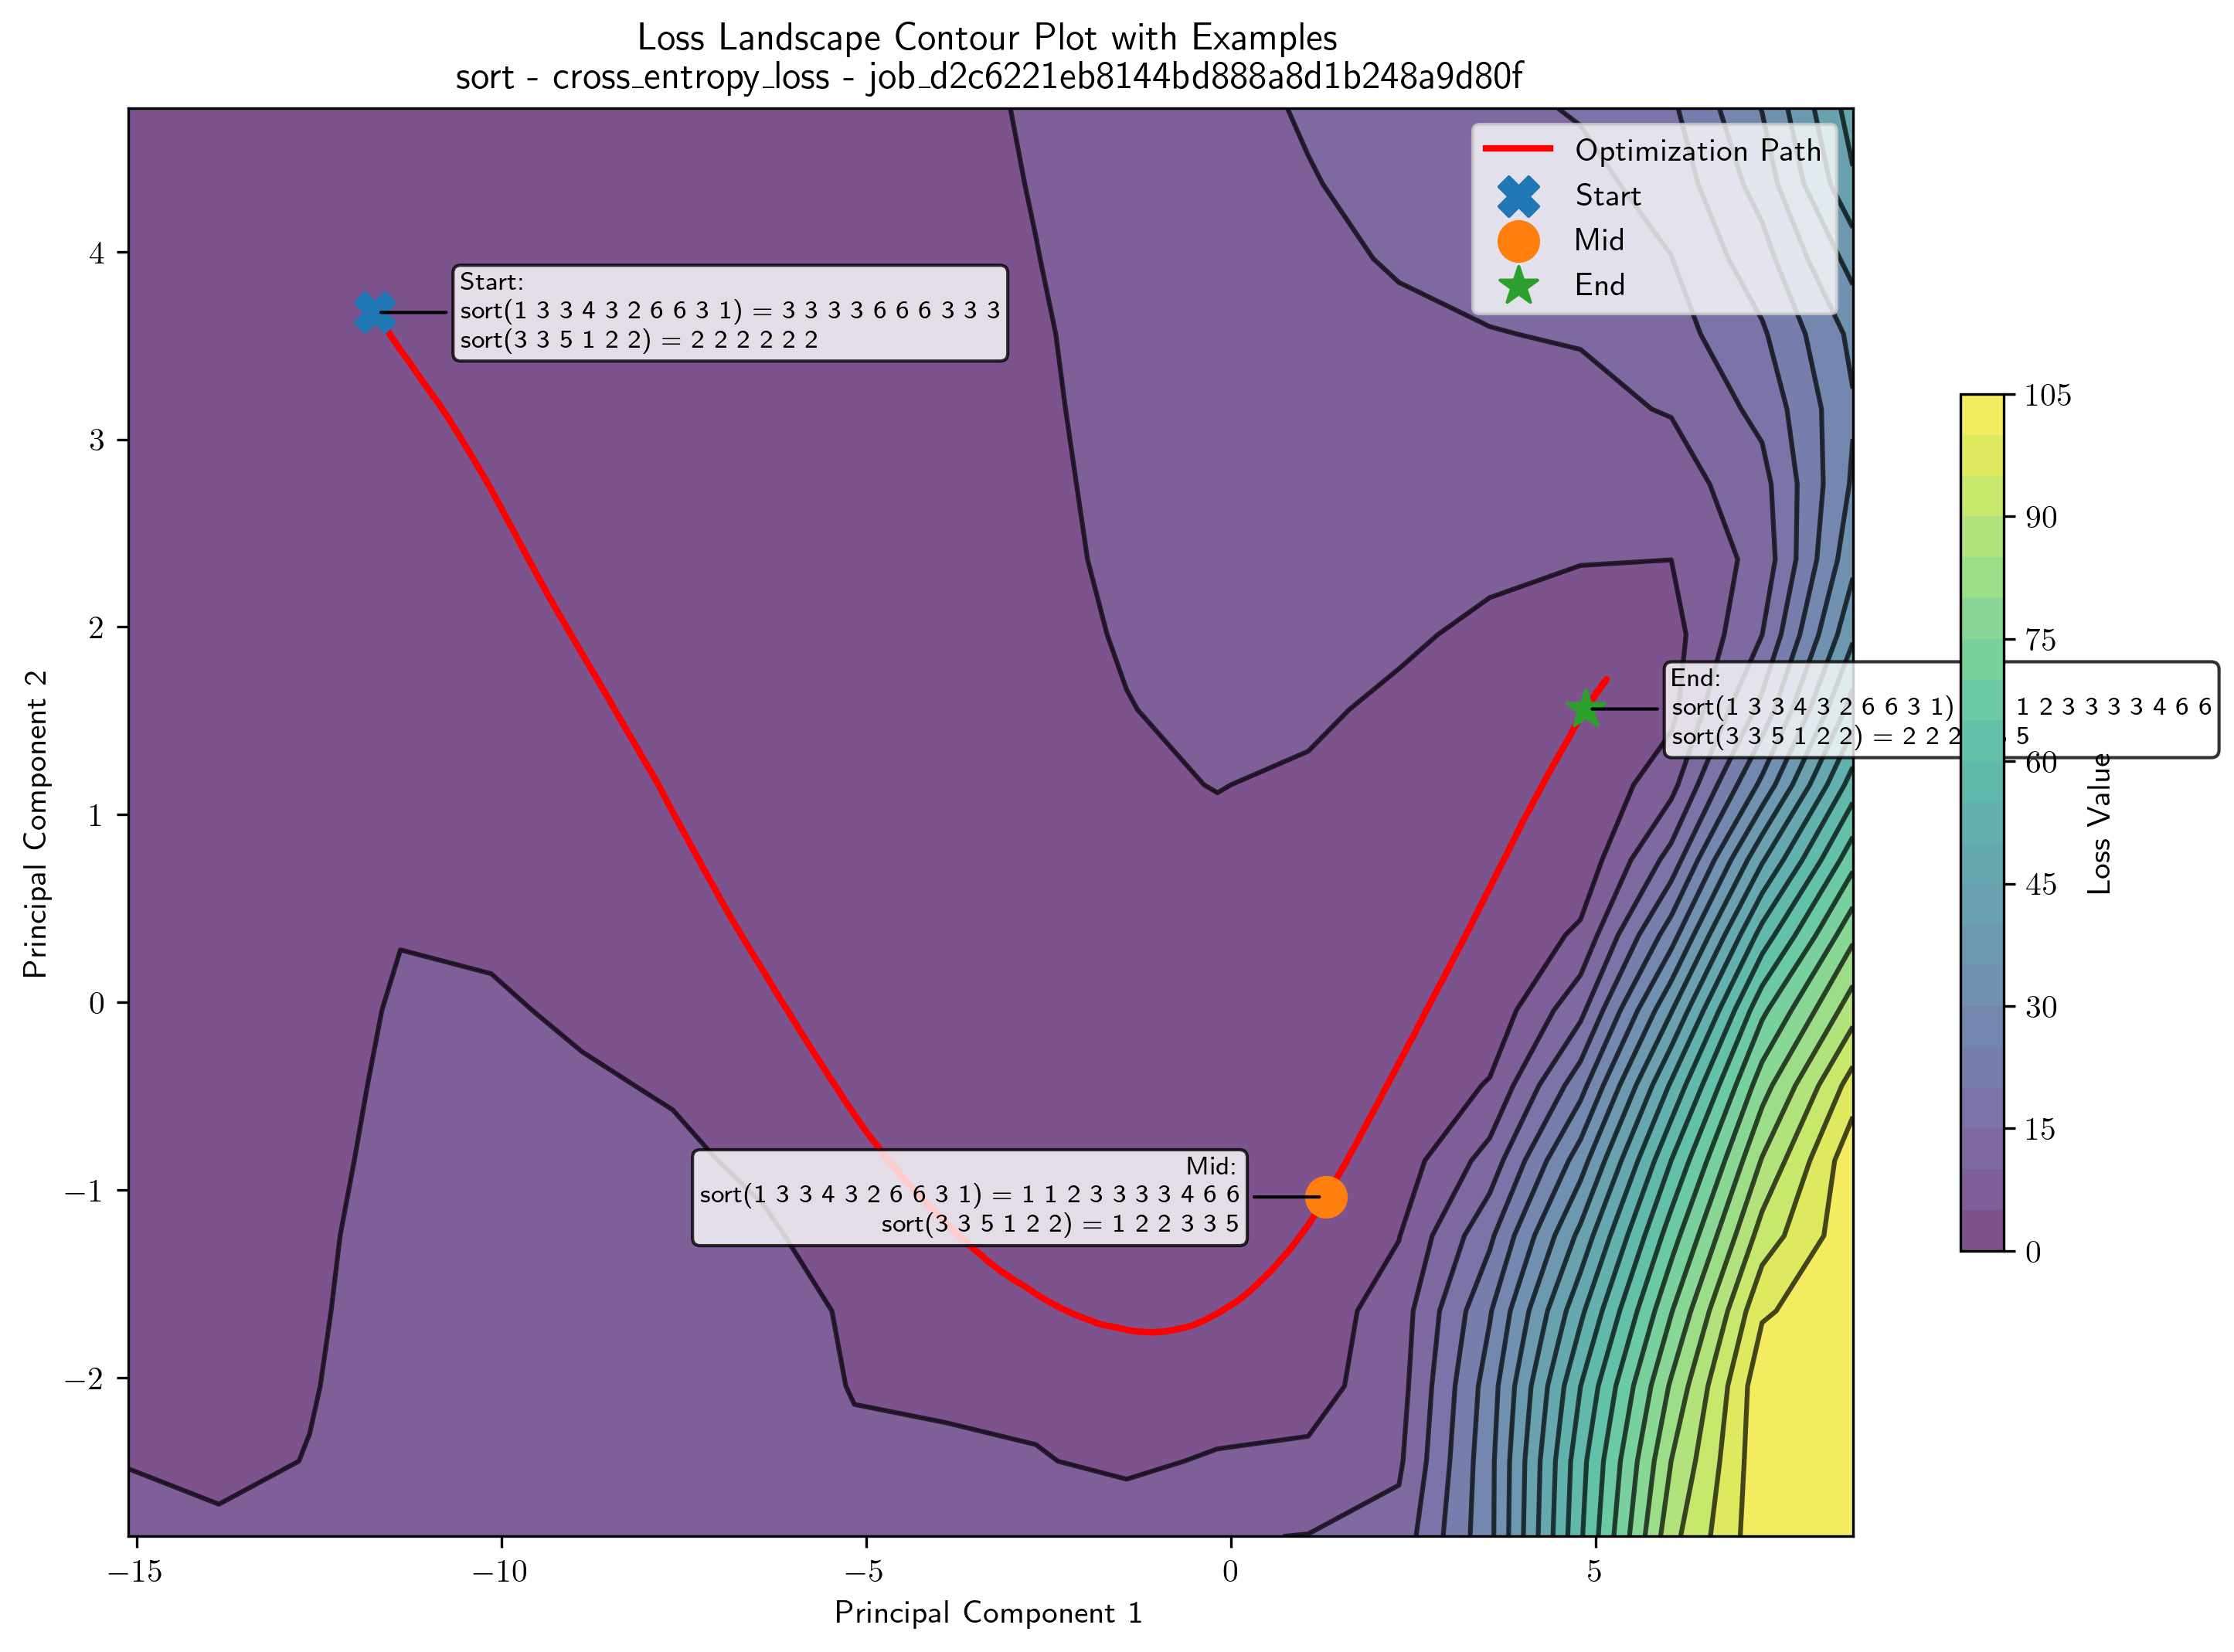 Loss Landscape Contour Plot with Examples
sort - cross_entropy_loss - job_d2c6221eb8144bd888a8d1b248a9d80f
Optimization Path
Start
Mid
End
Start:
sort(1 3 3 4 3 2 6 6 3 1) = 3 3 3 3 6 6 6 3 3 3
sort(3 3 5 1 2 2) = 2 2 2 2 2 2
End:
sort(1 3 3 4 3 2 6 6 3 1) 1 2 3 3 3 3 4 6 6
sort(3 3 5 1 2 2) = 2 2 2 5
Mid:
sort(1 3 3 4 3 2 6 6 3 1) = 1 1 2 3 3 3 3 4 6 6
sort(3 3 5 1 2 2) = 1 2 2 3 3 5
4
3
2
1
0
−1
−2
Principal Component 2
−15
−10
−5
0
5
Principal Component 1
105
90
75
60
45
30
15
0
Loss Value